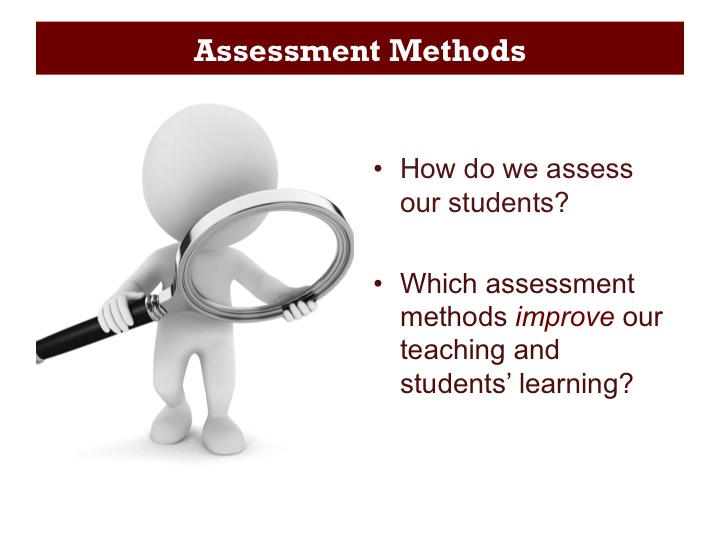 Assessment Methods
• How do we assess
our students?
• Which assessment
methods improve our
teaching and
students’ learning?